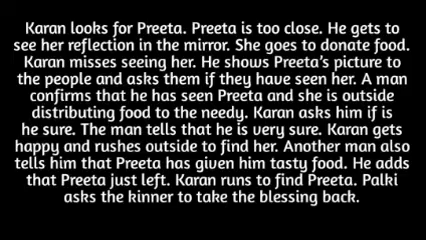 Karan looks for Preeta. Preeta is too close. He gets to
see her reflection in the mirror. She goes to donate food.
Karan misses seeing her. He shows Preeta's picture to
the people and asks them if they have seen her. A man
confirms that he has seen Preeta and she is outside
distributing food to the needy. Karan asks him if is
he sure. The man tells that he is very sure. Karan gets
happy and rushes outside to find her. Another man also
tells him that Preeta has given him tasty food. He adds
that Preeta just left. Karan runs to find Preeta. Palki
asks the kinner to take the blessing back.